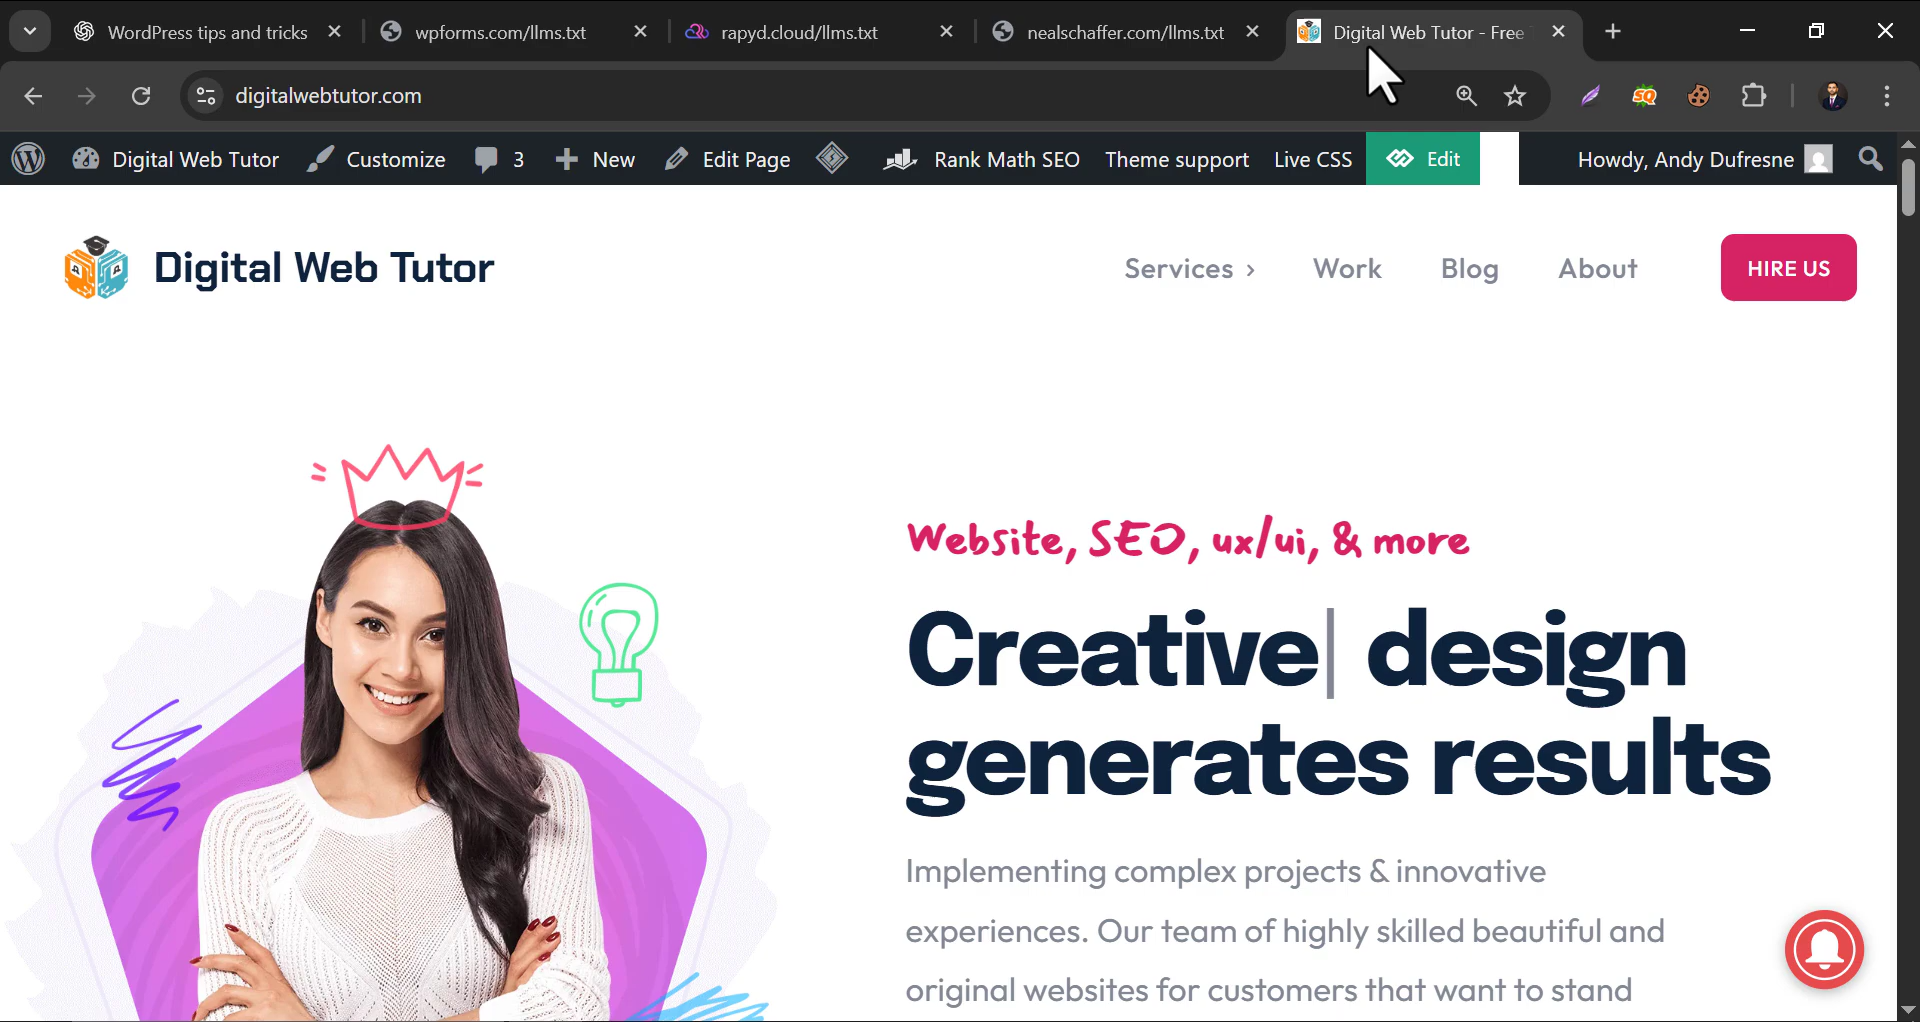 WordPress tips and tricks
wpforms.com/llms.txt
rapyd.cloud/llms.txt
nealschaffer.com/llms.txt
Digital Web Tutor - Free
digitalwebtutor.com
SQ
Digital Web Tutor
Customize
3
New
Edit Page
Rank Math SEO
Theme support
Live CSS
Edit
Howdy, Andy Dufresne
Digital Web Tutor
Services
Work
Blog
About
HIRE US
Website, SEO, ux/ui, & more
Creative| design
generates results
Implementing complex projects & innovative
experiences. Our team of highly skilled beautiful and
original websites for customers that want to stand